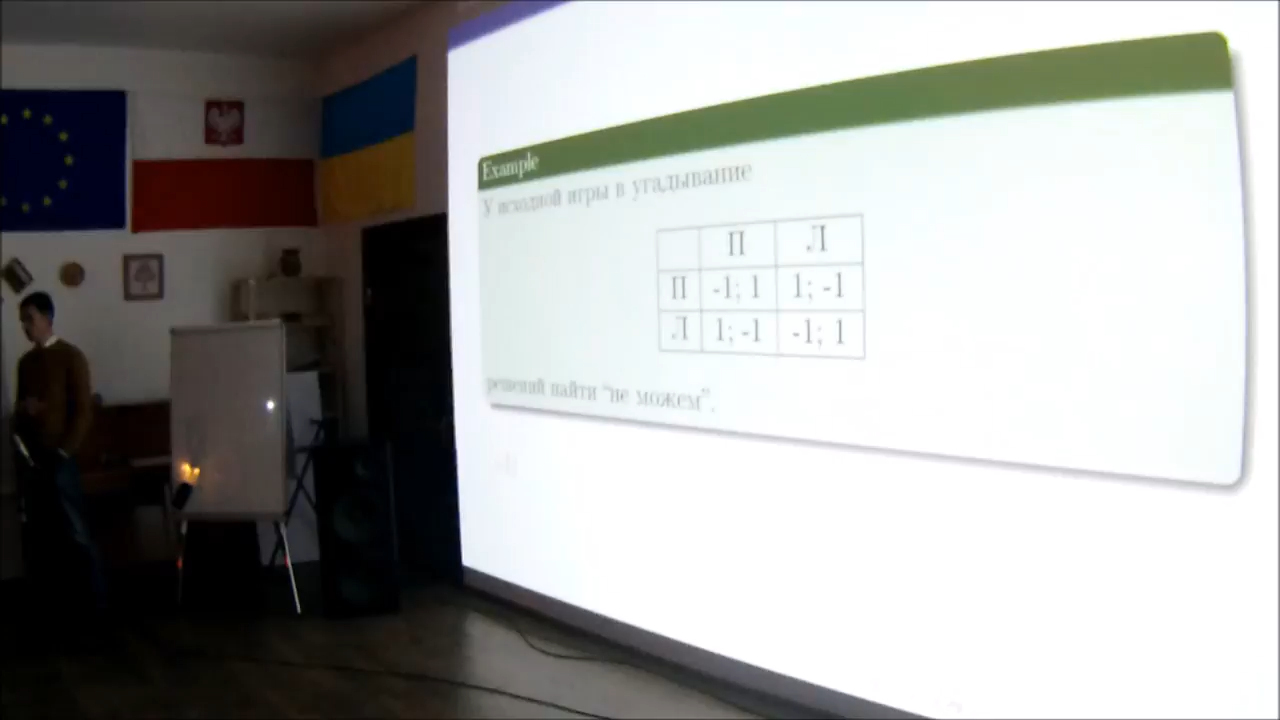 Example
У исходной игры в угадывание
П Л
П -1; 1 1; -1
Л 1; -1 -1; 1
решений найти “не можем”.